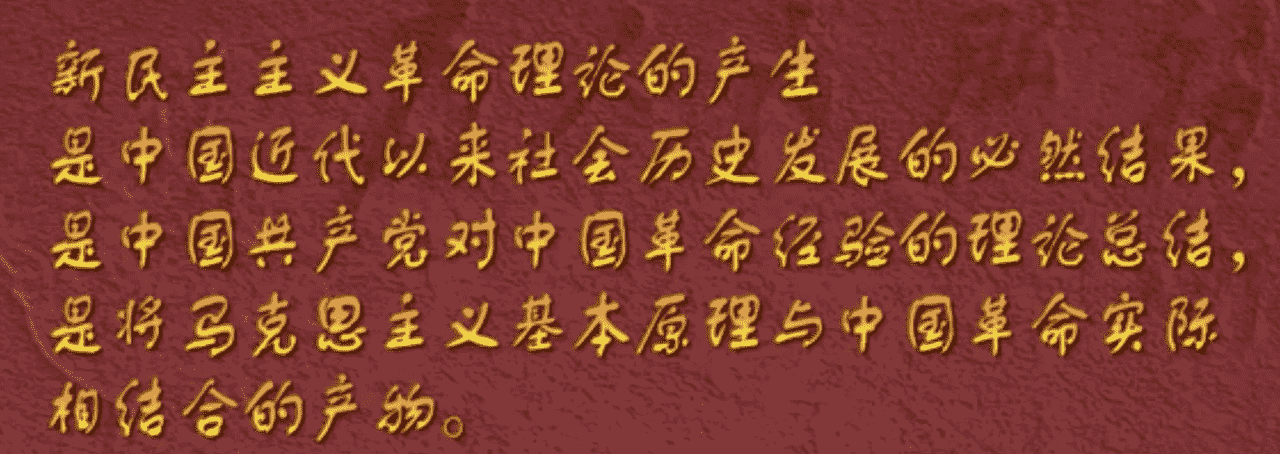 新民主主义革命理论的产生
是中国近代以来社会历史发展的必然结果，
是中国共产党对中国革命经验的理论总结，
是将马克思主义基本原理与中国革命实际
相结合的产物。